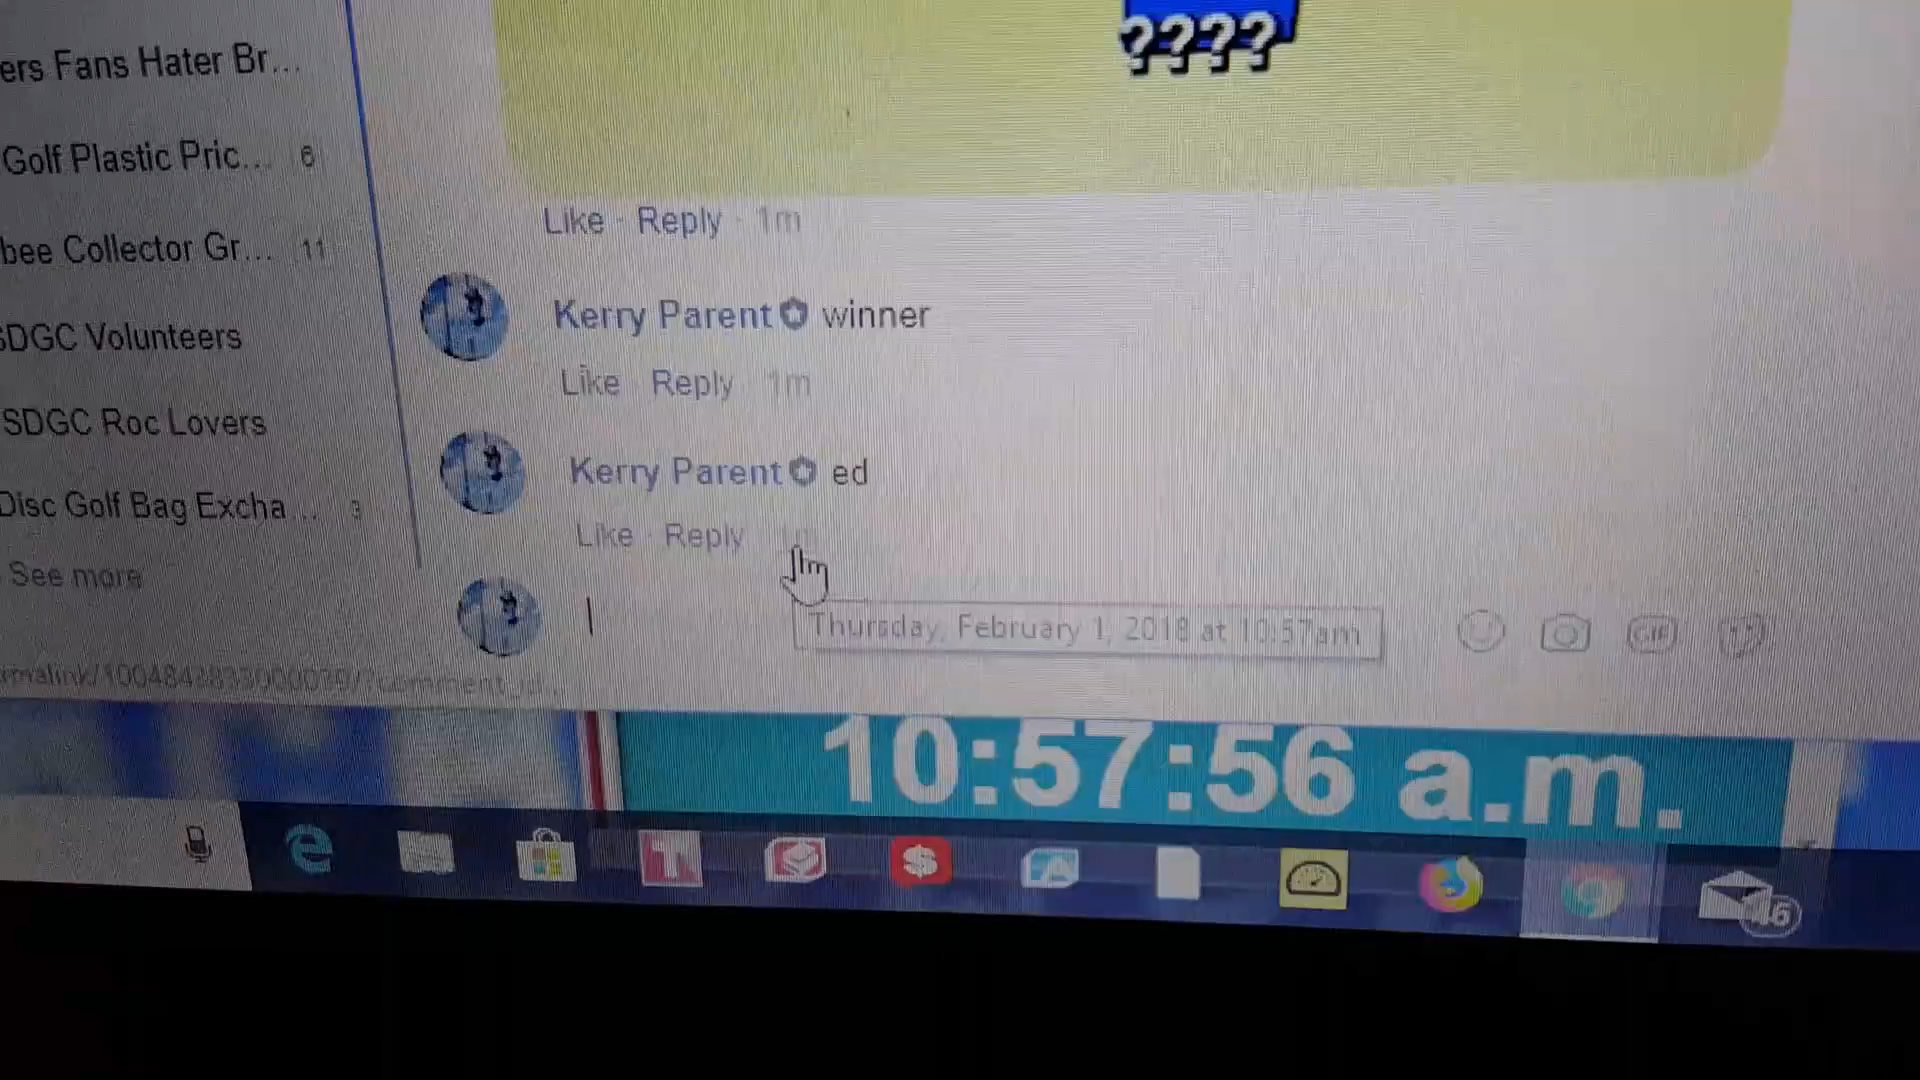 ????
ers Fans Hater Br...
Golf Plastic Pric... 6
bee Collector Gr... 11
SDGC Volunteers
SDGC Roc Lovers
Disc Golf Bag Excha... 3
See more
Like · Reply · 1m
Kerry Parent winner
Like · Reply · 1m
Kerry Parent ed
Like · Reply
Thursday, February 1, 2018 at 10:57am
GIF
10:57:56 a.m.